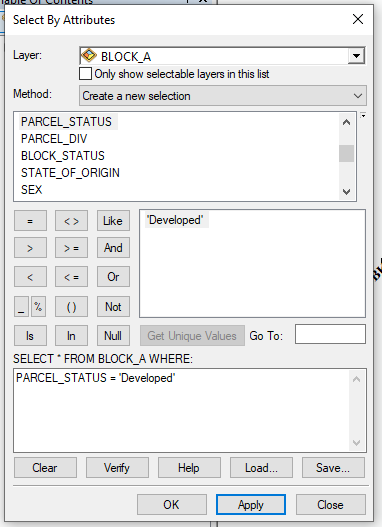 Table Of Contents
Select By Attributes
Layer: BLOCK_A
Only show selectable layers in this list
Method: Create a new selection
PARCEL_STATUS
PARCEL_DIV
BLOCK_STATUS
STATE_OF_ORIGIN
SEX
= < > Like
> > = And
< < = Or
_ % ( ) Not
Is In Null
'Developed'
Get Unique Values Go To:
SELECT * FROM BLOCK_A WHERE:
PARCEL_STATUS = 'Developed'
Clear Verify Help Load... Save...
OK Apply Close